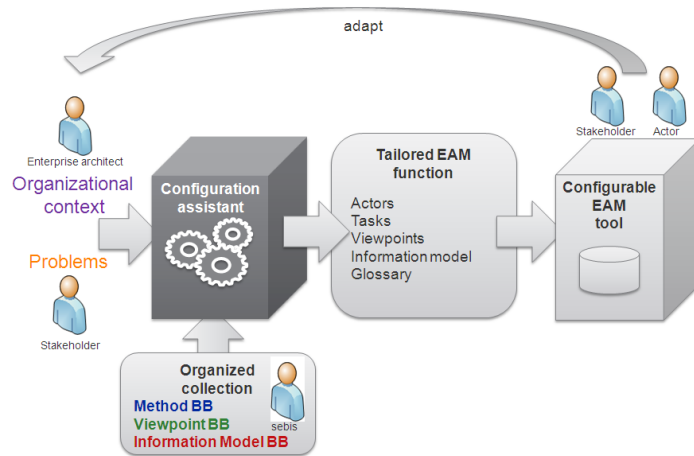 adapt
Enterprise architect
Organizational
context
Problems
Stakeholder
Configuration
assistant
Organized
collection
Method BB
Viewpoint BB
Information Model BB
sebis
Tailored EAM
function
Actors
Tasks
Viewpoints
Information model
Glossary
Stakeholder
Actor
Configurable
EAM
tool